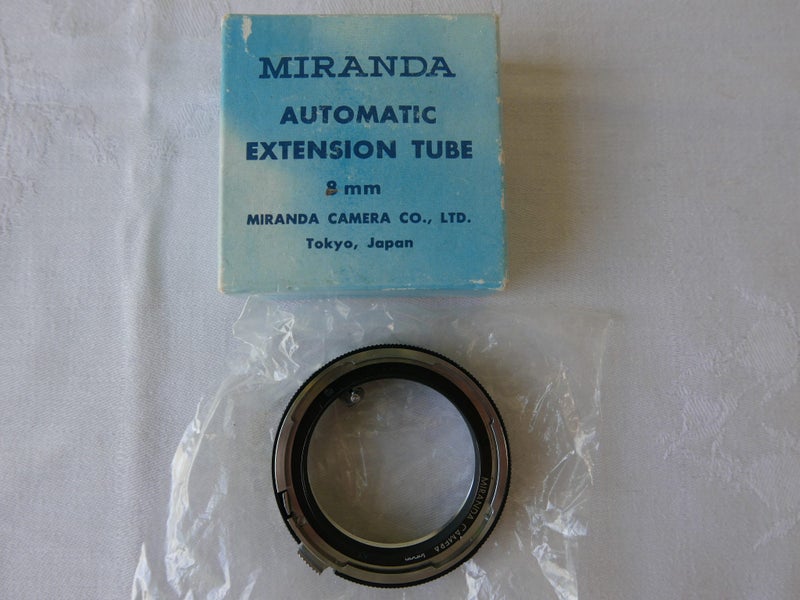 MIRANDA
AUTOMATIC
EXTENSION TUBE
8 mm
MIRANDA CAMERA CO., LTD.
Tokyo, Japan
MIRANDA CAMERA